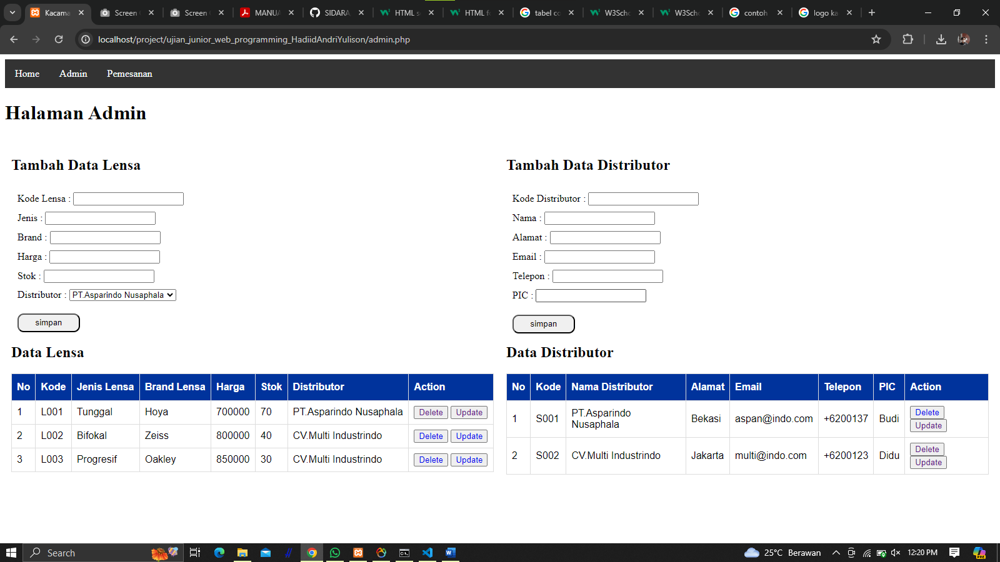 Kacama
Screen
Screen
MANUA
SIDARA
HTML s
HTML fo
tabel co
W3Scho
W3Scho
contoh
logo ka
localhost/project/ujian_junior_web_programming_HadiidAndriYulison/admin.php
Home Admin Pemesanan
Halaman Admin
Tambah Data Lensa
Kode Lensa :
Jenis :
Brand :
Harga :
Stok :
Distributor : PT.Asparindo Nusaphala
simpan
Tambah Data Distributor
Kode Distributor :
Nama :
Alamat :
Email :
Telepon :
PIC :
simpan
Data Lensa
No Kode Jenis Lensa Brand Lensa Harga Stok Distributor Action
1 L001 Tunggal Hoya 700000 70 PT.Asparindo Nusaphala Delete Update
2 L002 Bifokal Zeiss 800000 40 CV.Multi Industrindo Delete Update
3 L003 Progresif Oakley 850000 30 CV.Multi Industrindo Delete Update
Data Distributor
No Kode Nama Distributor Alamat Email Telepon PIC Action
1 S001 PT.Asparindo Nusaphala Bekasi aspan@indo.com +6200137 Budi Delete Update
2 S002 CV.Multi Industrindo Jakarta multi@indo.com +6200123 Didu Delete Update
Search
25°C Berawan
12:20 PM